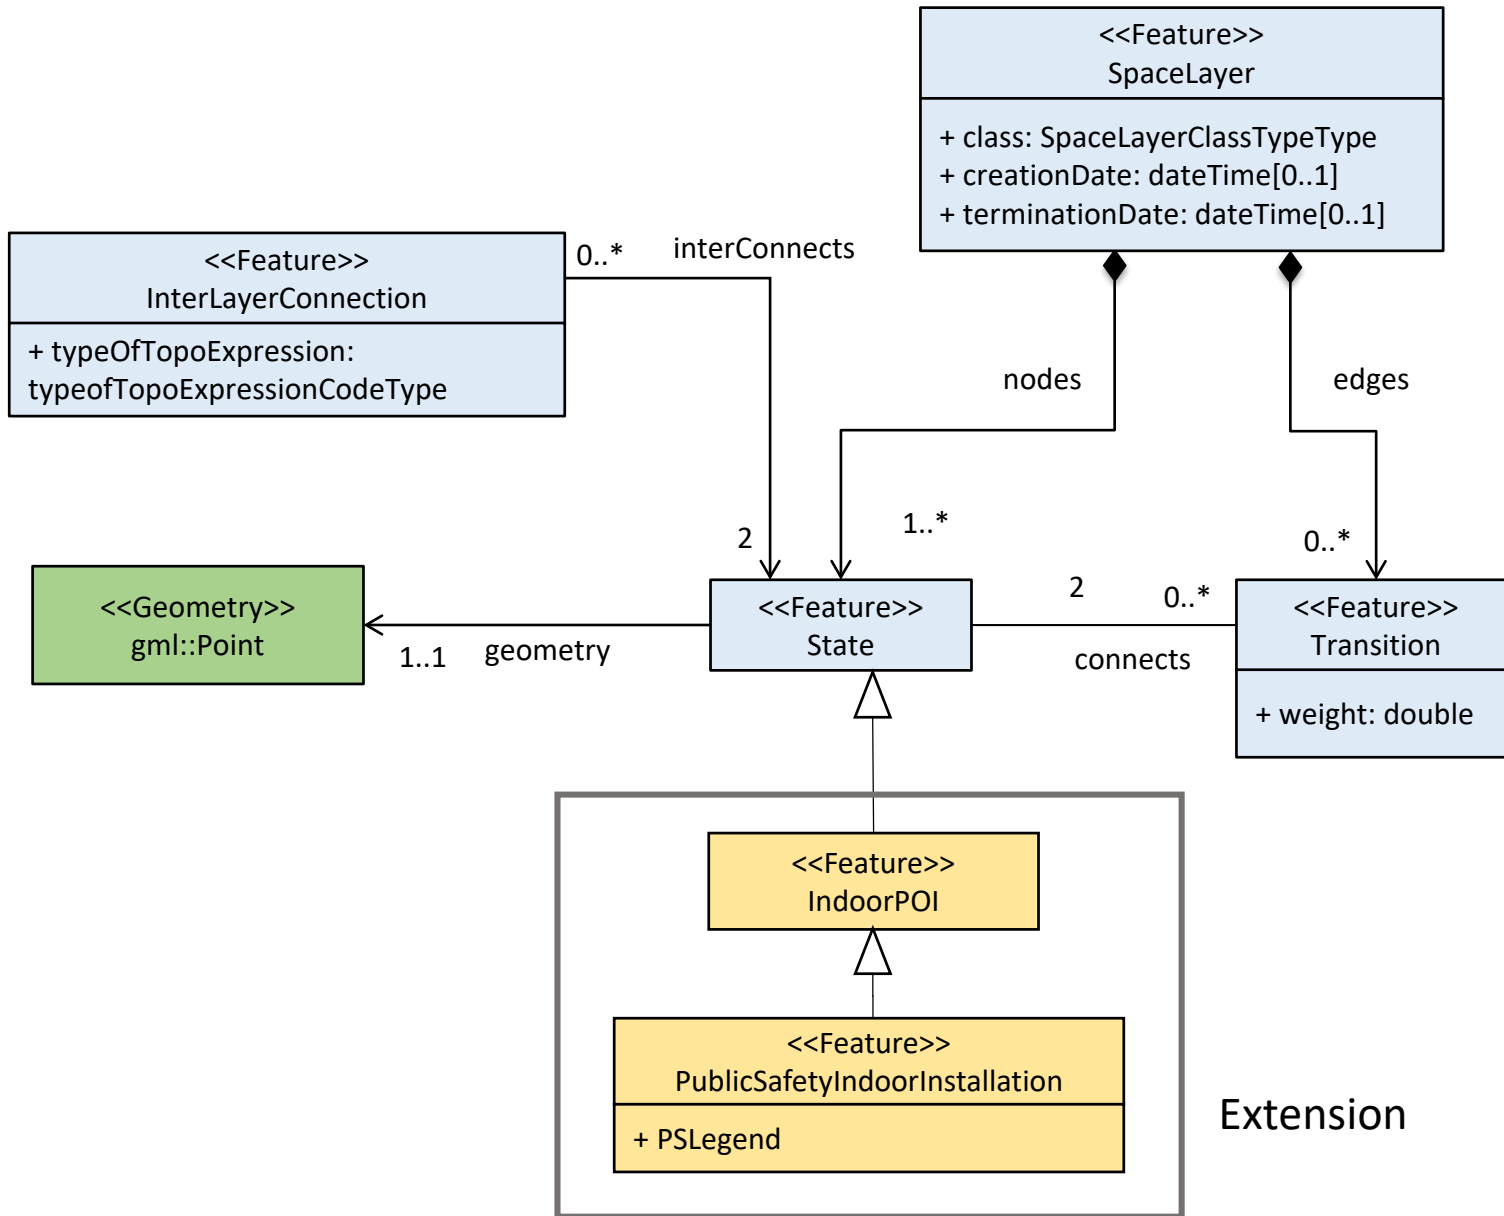 <<Feature>>
SpaceLayer
+ class: SpaceLayerClassTypeType
+ creationDate: dateTime[0..1]
+ terminationDate: dateTime[0..1]
<<Feature>>
InterLayerConnection
+ typeOfTopoExpression:
typeofTopoExpressionCodeType
0..*
interConnects
nodes
edges
2
1..*
0..*
<<Geometry>>
gml::Point
1..1
geometry
<<Feature>>
State
2
0..*
connects
<<Feature>>
Transition
+ weight: double
<<Feature>>
IndoorPOI
<<Feature>>
PublicSafetyIndoorInstallation
+ PSLegend
Extension